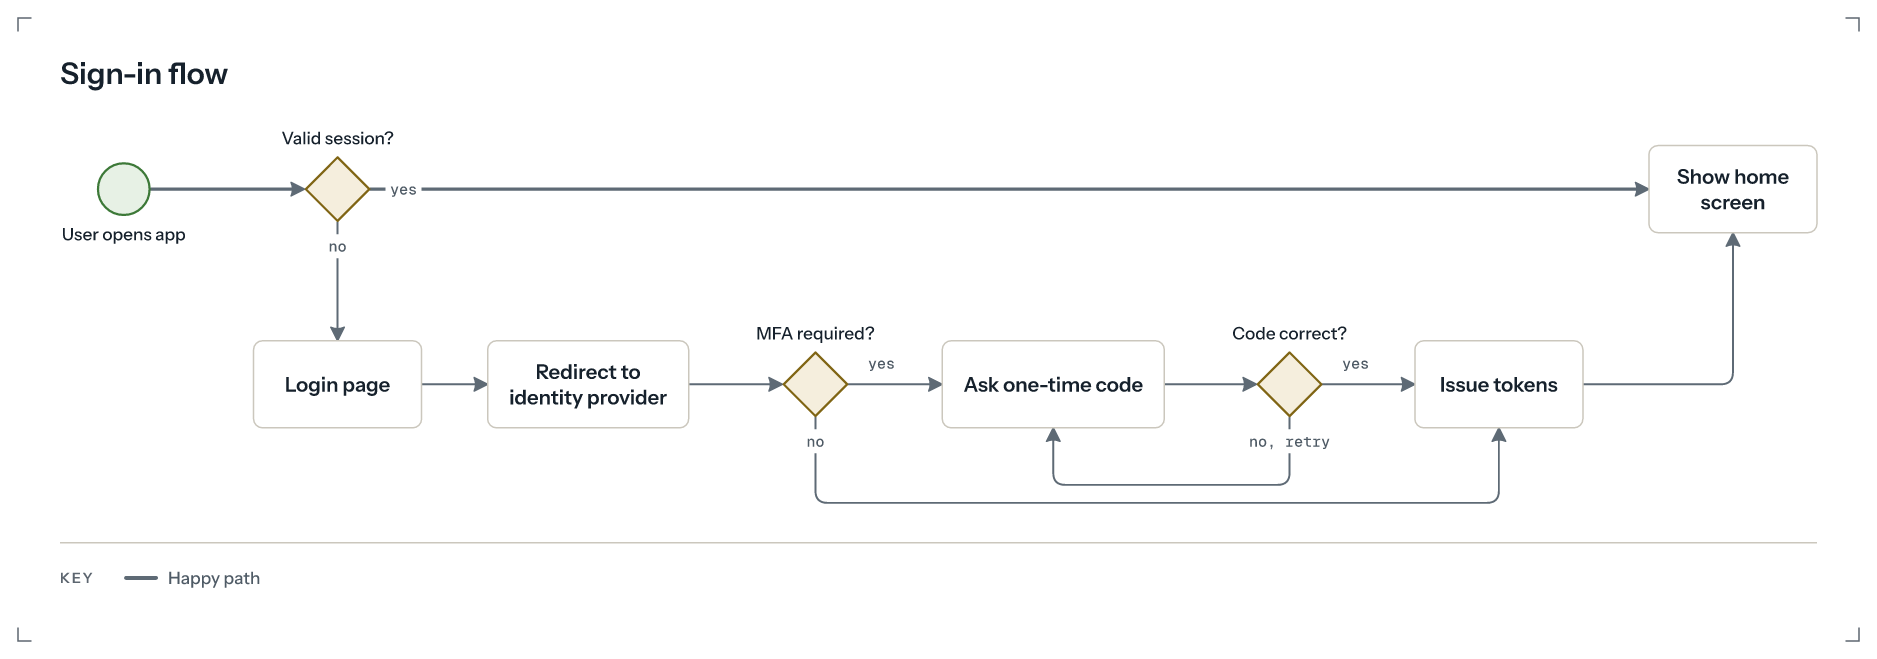 Sign-in flow
Valid session?
yes
Show home
screen
User opens app
no
MFA required?
Code correct?
yes
yes
Login page
Redirect to
identity provider
Ask one-time code
Issue tokens
no
no, retry
KEY
Happy path